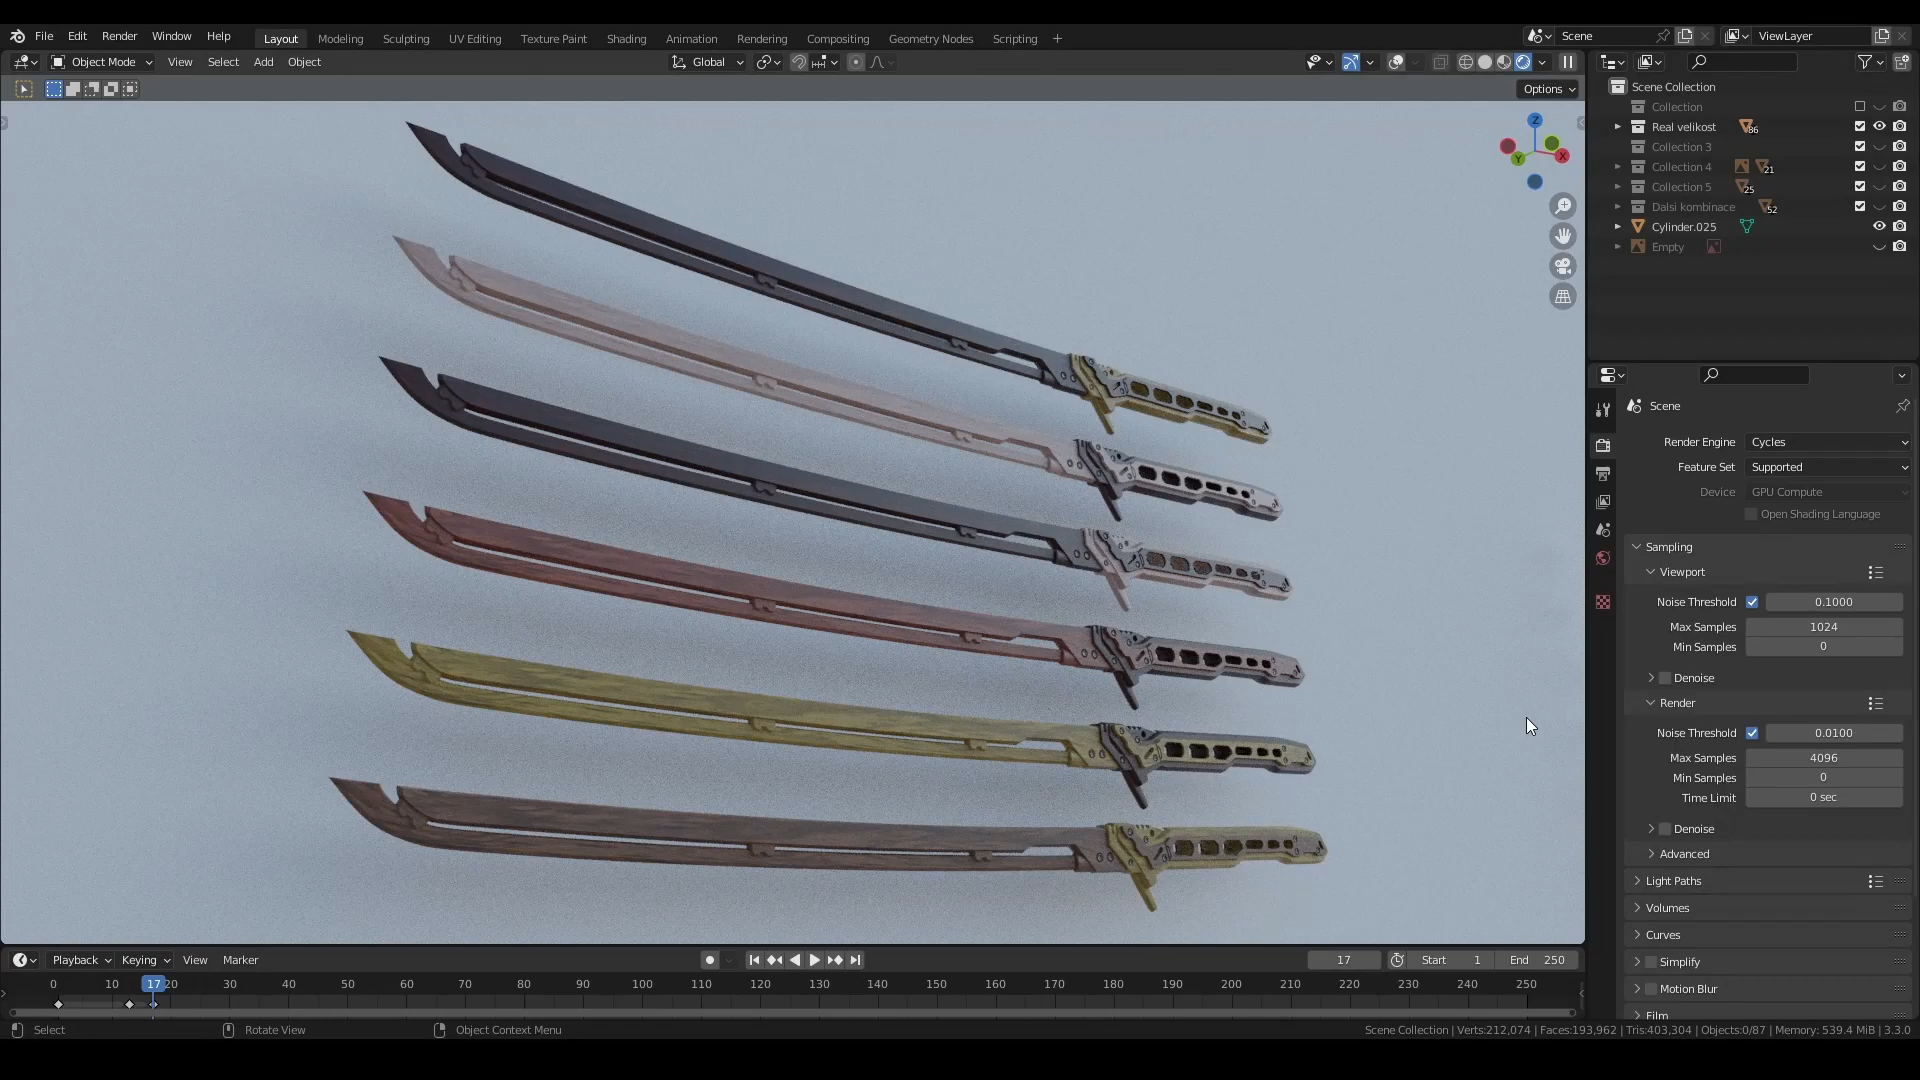 File Edit Render Window Help Layout Modeling Sculpting UV Editing Texture Paint Shading Animation Rendering Compositing Geometry Nodes Scripting + Scene ViewLayer
Object Mode View Select Add Object Global
Options
Scene Collection
Collection
Real velikost 86
Collection 3
Collection 4 21
Collection 5 25
Dalsi kombinace 52
Cylinder.025
Empty
Z
Y X
Scene
Render Engine Cycles
Feature Set Supported
Device GPU Compute
Open Shading Language
Sampling
Viewport
Noise Threshold 0.1000
Max Samples 1024
Min Samples 0
Denoise
Render
Noise Threshold 0.0100
Max Samples 4096
Min Samples 0
Time Limit 0 sec
Denoise
Advanced
Light Paths
Volumes
Curves
Simplify
Motion Blur
Film
Playback Keying View Marker 17 Start 1 End 250
0 10 17 20 30 40 50 60 70 80 90 100 110 120 130 140 150 160 170 180 190 200 210 220 230 240 250
Select Rotate View Object Context Menu Scene Collection | Verts:212,074 | Faces:193,962 | Tris:403,304 | Objects:0/87 | Memory: 539.4 MiB | 3.3.0